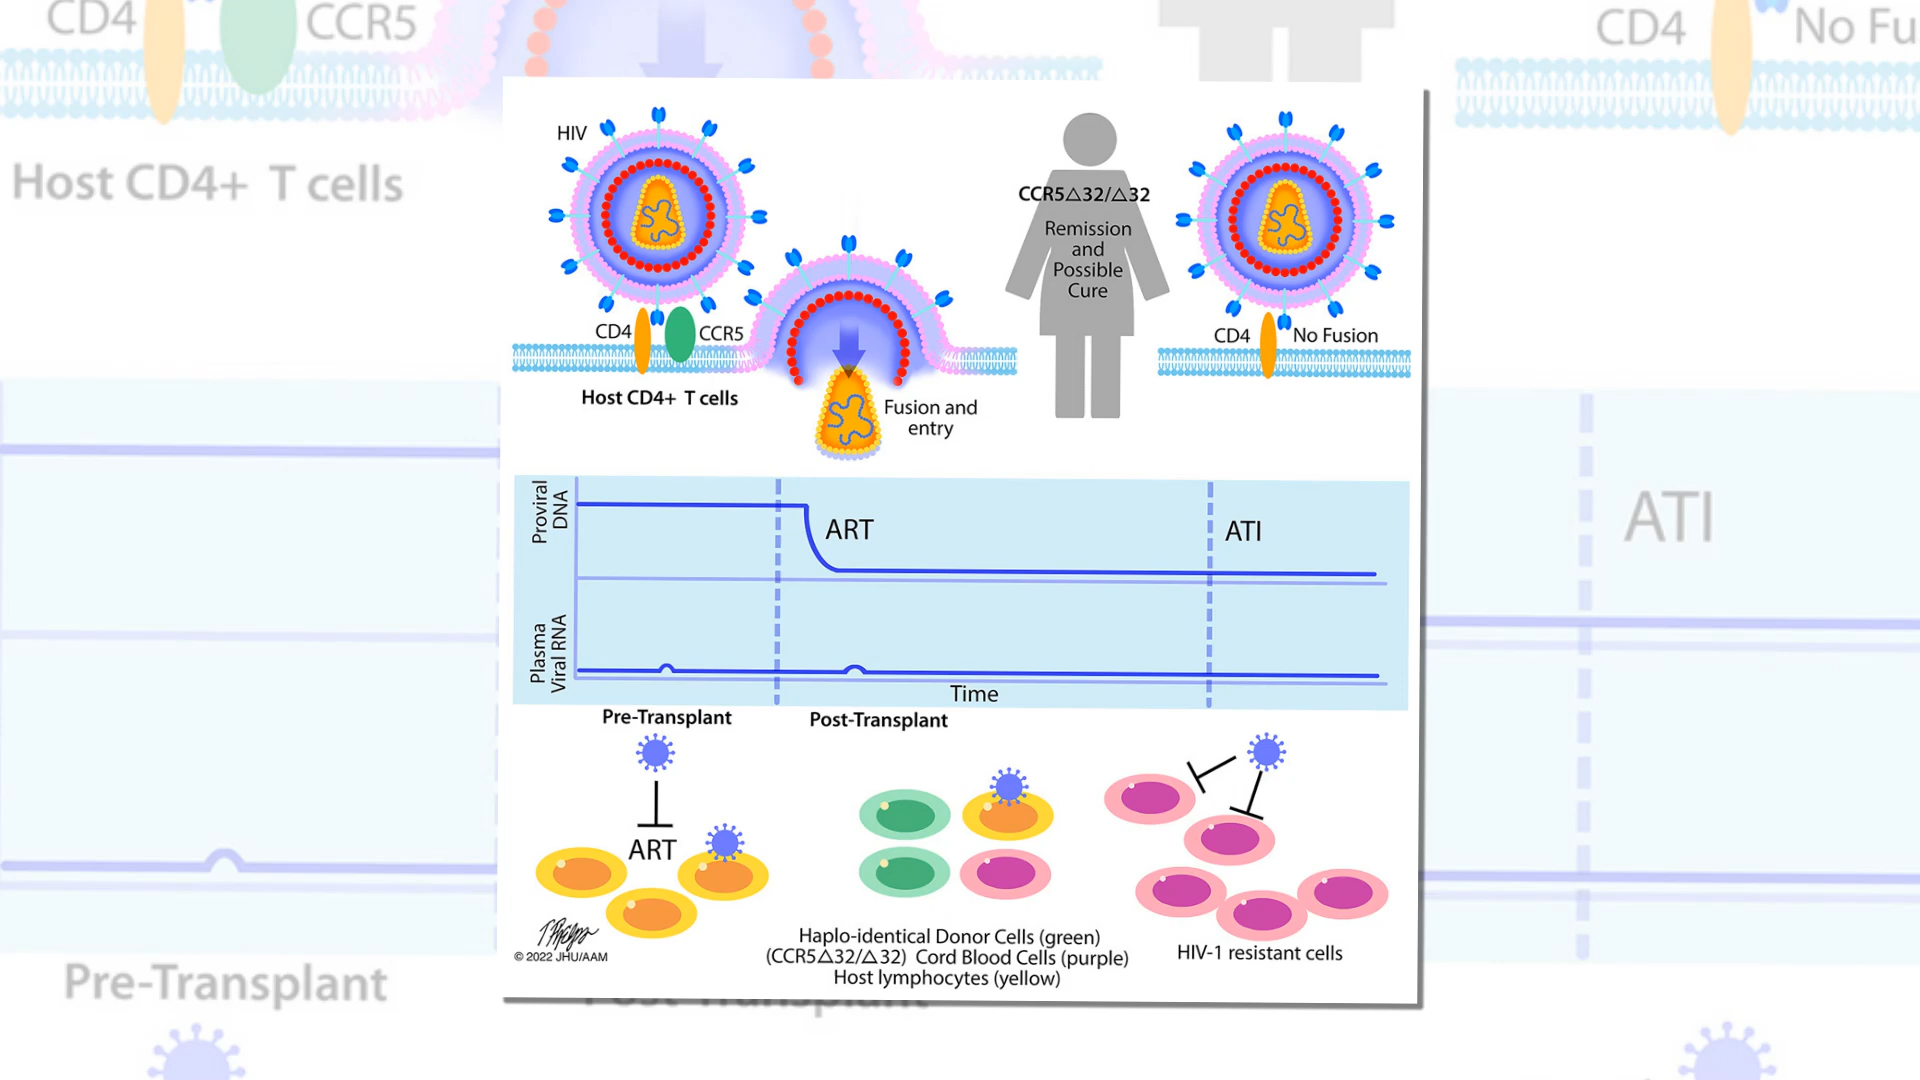 CD4
CCR5
CD4
No Fu
Host CD4+ T cells
HIV
CCR5△32/△32
Remission
and
Possible
Cure
CD4
CCR5
CD4
No Fusion
Host CD4+ T cells
Fusion and
entry
Proviral
DNA
ART
ATI
ATI
Plasma
Viral RNA
Time
Pre-Transplant
Post-Transplant
ART
Haplo-identical Donor Cells (green)
(CCR5△32/△32) Cord Blood Cells (purple)
Host lymphocytes (yellow)
HIV-1 resistant cells
© 2022 JHU/AAM
Pre-Transplant
Post-Transplant